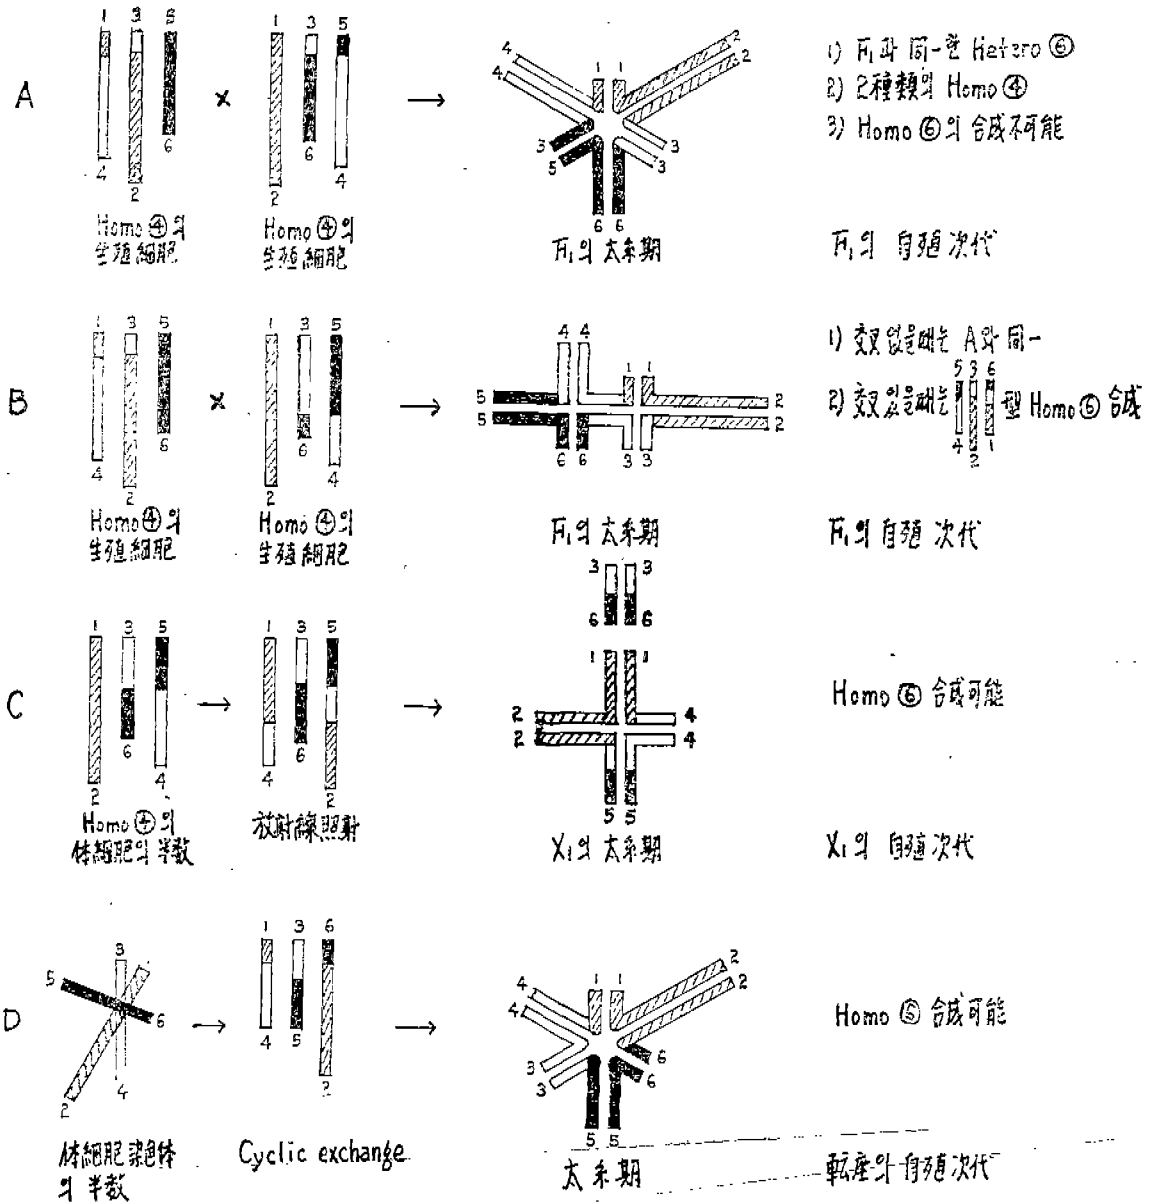 1 3 5 1 3 5
A × →
4 2 6 2 6 4
Homo ④의
生殖細胞
Homo ④의
生殖細胞
4 4 1 1 2 2
3 5 6 6 3 3
F₁의 太糸期
1) F₁과 同一한 Hetero ⑥
2) 2種類의 Homo ④
3) Homo ⑥의 合成不可能
F₁의 自殖次代
1 3 5 1 3 5
B × →
4 2 6 2 6 4
Homo ④의
生殖細胞
Homo ④의
生殖細胞
4 4 1 1
5 5 2 2
6 6 3 3
F₁의 太糸期
1) 交叉 없을때는 A와 同一
5 3 6
2) 交叉 있을때는 型 Homo ⑥ 合成
4 2 1
F₁의 自殖次代
1 3 5 1 3 5
C → →
2 6 4 4 6 2
Homo ④의
体細胞의 半数
放射線照射
3 3
6 6
1 1
2 4
2 4
5 5
X₁의 太糸期
Homo ⑥ 合成可能
X₁의 自殖次代
3 1 3 6
D → →
5 6 2 4 4 5 2
体細胞染色体
의 半数
Cyclic exchange
4 4 1 1 2 2
3 3 5 5 6 6
太糸期
Homo ⑥ 合成可能
転座의 自殖次代